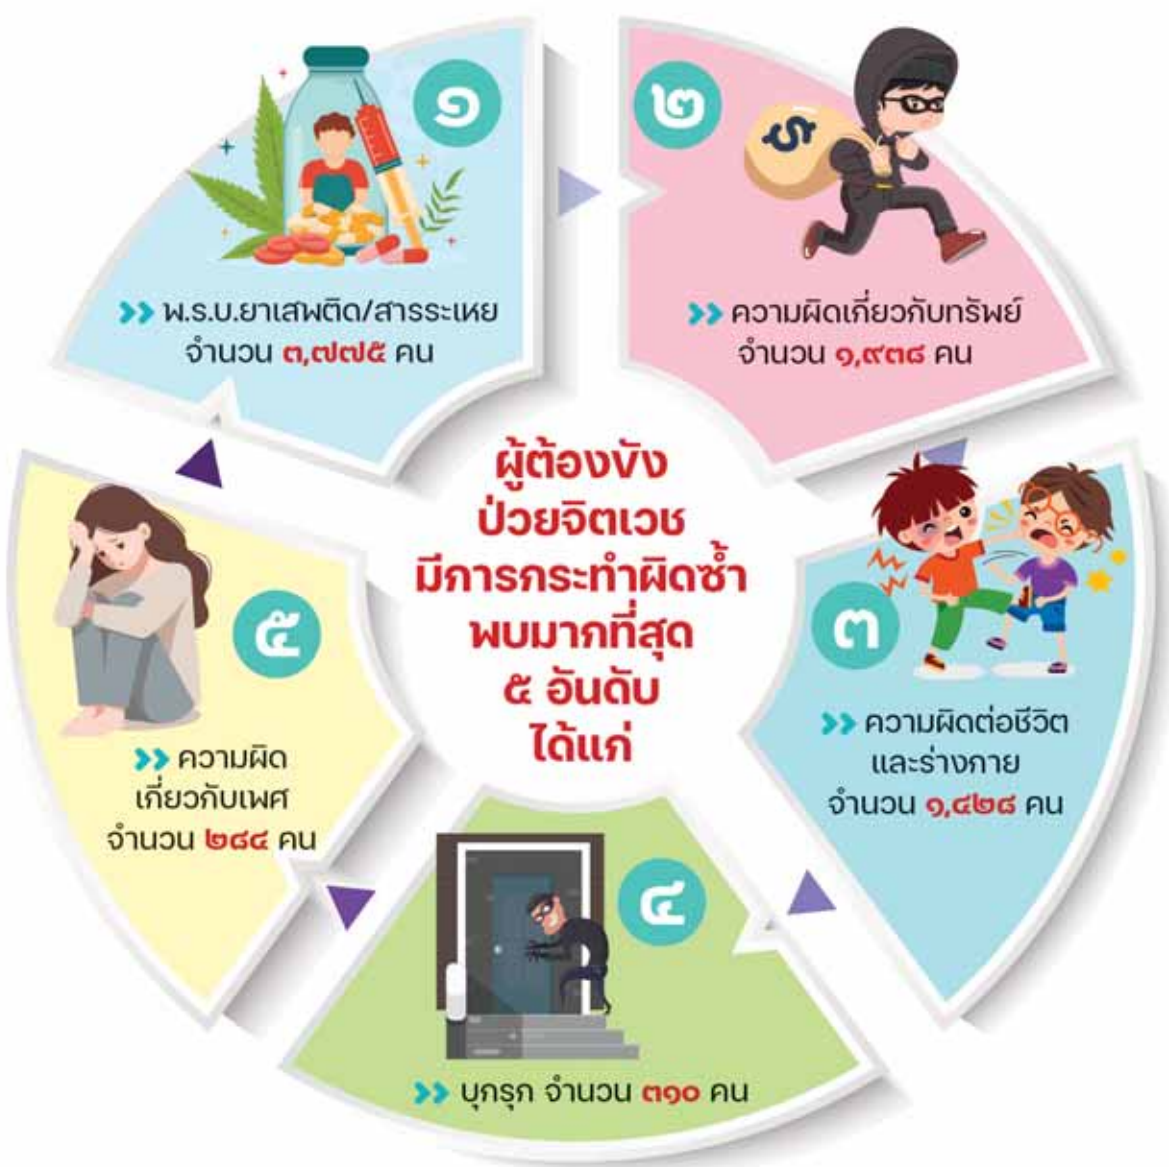 ผู้ต้องขัง
ป่วยจิตเวช
มีการกระทำผิดซ้ำ
พบมากที่สุด
๕ อันดับ
ได้แก่
๑
>> พ.ร.บ.ยาเสพติด/สารระเหย
จำนวน ๓,๗๗๕ คน
๒
$
>> ความผิดเกี่ยวกับทรัพย์
จำนวน ๑,๙๓๘ คน
๓
>> ความผิดต่อชีวิต
และร่างกาย
จำนวน ๑,๔๒๘ คน
๔
>> บุกรุก จำนวน ๓๑๐ คน
๕
>> ความผิด
เกี่ยวกับเพศ
จำนวน ๒๘๔ คน